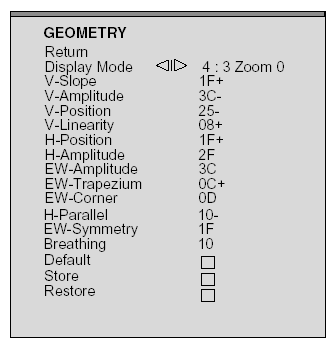 GEOMETRY
Return
Display Mode 4 : 3 Zoom 0
V-Slope 1F+
V-Amplitude 3C-
V-Position 25-
V-Linearity 08+
H-Position 1F+
H-Amplitude 2F
EW-Amplitude 3C
EW-Trapezium 0C+
EW-Corner 0D
H-Parallel 10-
EW-Symmetry 1F
Breathing 10
Default
Store
Restore